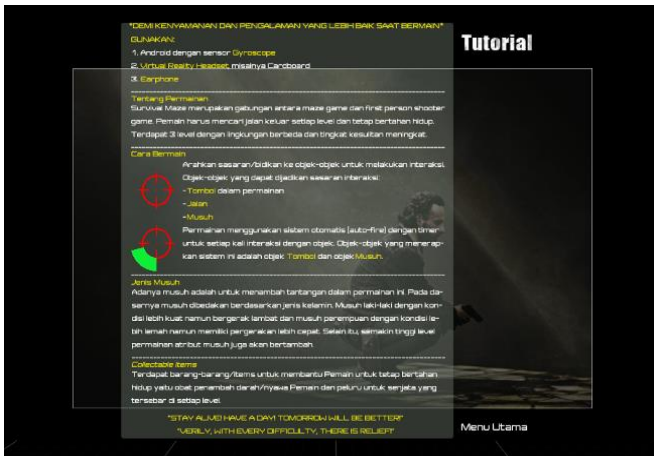 "DEMI KENYAMANAN DAN PENGALAMAN YANG LEBIH BAIK SAAT BERMAIN"
GUNAKAN:
1. Android dengan sensor Gyroscope
2. Virtual Reality Headset, misalnya Cardboard
3. Earphone
Tentang Permainan
Survival Maze merupakan gabungan antara maze game dan first person shooter
game. Pemain harus mencari jalan keluar setiap level dan tetap bertahan hidup.
Terdapat 3 level dengan lingkungan berbeda dan tingkat kesulitan meningkat.
Cara Bermain
Arahkan sasaran/bidikan ke objek-objek untuk melakukan interaksi.
Objek-objek yang dapat dijadikan sasaran interaksi:
-Tombol dalam permainan
-Jalan
-Musuh
Permainan menggunakan sistem otomatis (auto-fire) dengan timer
untuk setiap kali interaksi dengan objek. Objek-objek yang menerap-
kan sistem ini adalah objek Tombol dan objek Musuh.
Jenis Musuh
Adanya musuh adalah untuk menambah tantangan dalam permainan ini. Pada da-
sarnya musuh dibedakan berdasarkan jenis kelamin. Musuh laki-laki dengan kon-
disi lebih kuat namun bergerak lambat dan musuh perempuan dengan kondisi le-
bih lemah namun memiliki pergerakan lebih cepat. Selain itu, semakin tinggi level
permainan atribut musuh juga akan bertambah.
Collectable Items
Terdapat barang-barang/items untuk membantu Pemain untuk tetap bertahan
hidup yaitu obat penambah darah/nyawa Pemain dan peluru untuk senjata yang
tersebar di setiap level.
"STAY ALIVE! HAVE A DAY! TOMORROW WILL BE BETTER!"
"VERILY, WITH EVERY DIFFICULTY, THERE IS RELIEF!"
Tutorial
Menu Utama